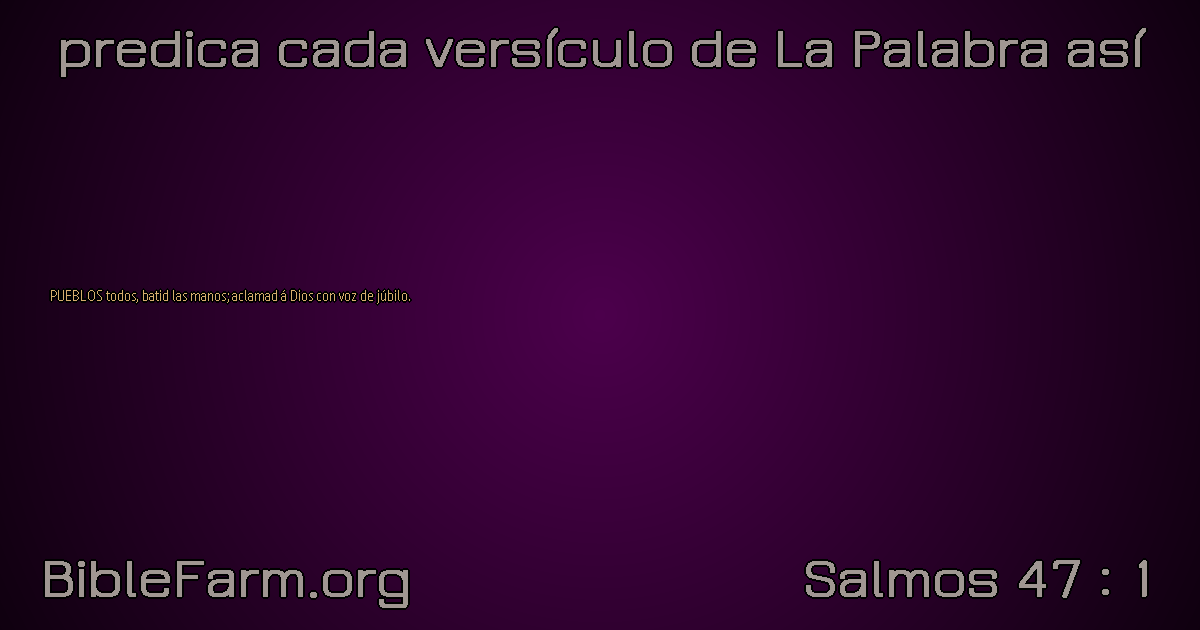 predica cada versículo de La Palabra así
PUEBLOS todos, batid las manos; aclamad á Dios con voz de júbilo.
BibleFarm.org
Salmos 47 : 1